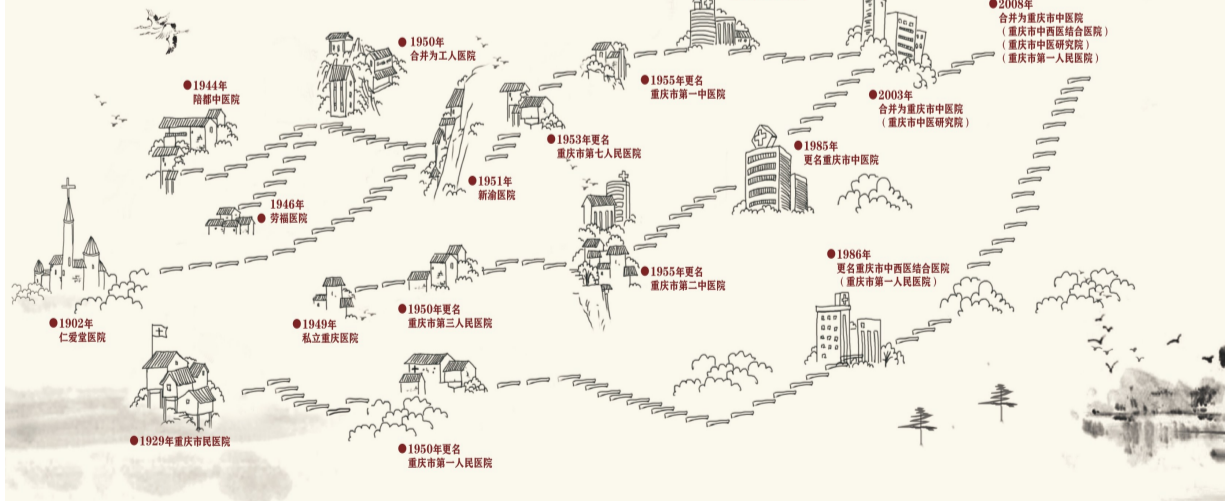 2008年
合并为重庆市中医院
（重庆市中西医结合医院）
（重庆市中医研究院）
（重庆市第一人民医院）
1950年
合并为工人医院
1944年
陪都中医院
1955年更名
重庆市第一中医院
2003年
合并为重庆市中医院
（重庆市中医研究院）
1953年更名
重庆市第七人民医院
1985年
更名重庆市中医院
1951年
新渝医院
1946年
劳福医院
1986年
更名重庆市中西医结合医院
（重庆市第一人民医院）
1955年更名
重庆市第二中医院
1902年
仁爱堂医院
1949年
私立重庆医院
1950年更名
重庆市第三人民医院
1929年重庆市民医院
1950年更名
重庆市第一人民医院